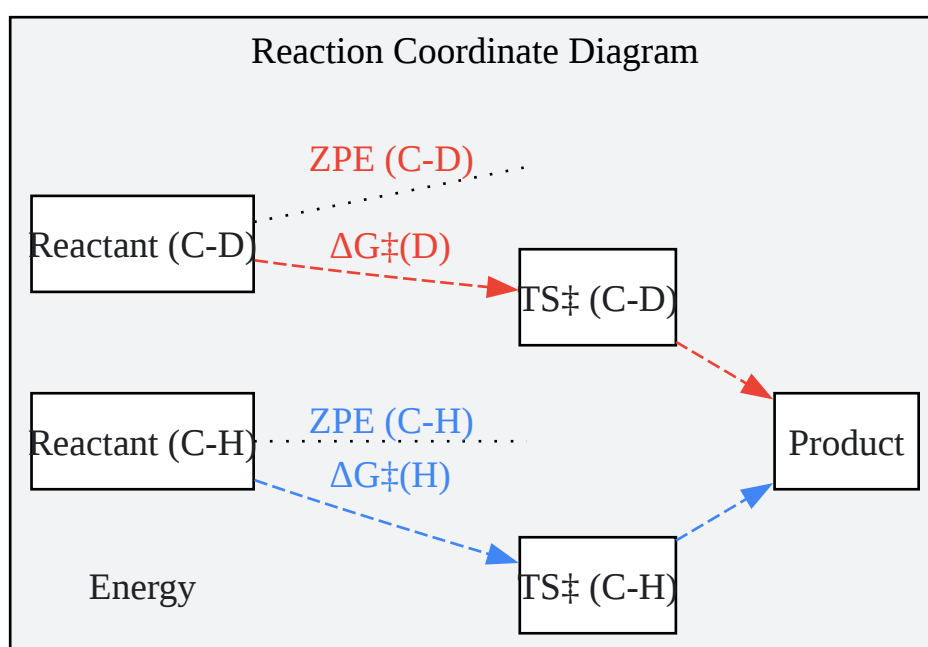 Reaction Coordinate Diagram
ZPE (C-D)
Reactant (C-D)
ΔG‡(D)
TS‡ (C-D)
ZPE (C-H)
Reactant (C-H)
Product
ΔG‡(H)
TS‡ (C-H)
Energy